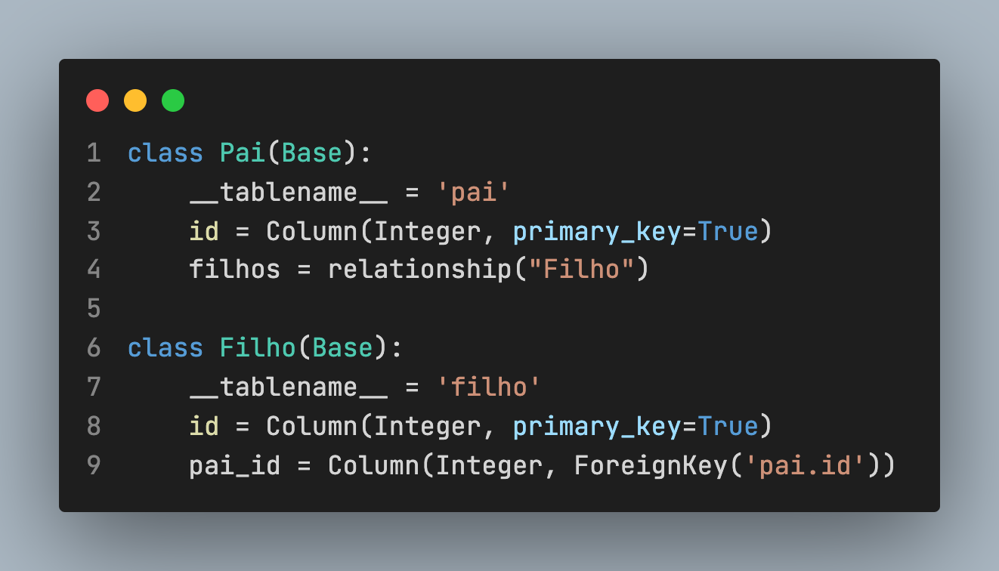 1 class Pai(Base):
2     __tablename__ = 'pai'
3     id = Column(Integer, primary_key=True)
4     filhos = relationship("Filho")
5
6 class Filho(Base):
7     __tablename__ = 'filho'
8     id = Column(Integer, primary_key=True)
9     pai_id = Column(Integer, ForeignKey('pai.id'))